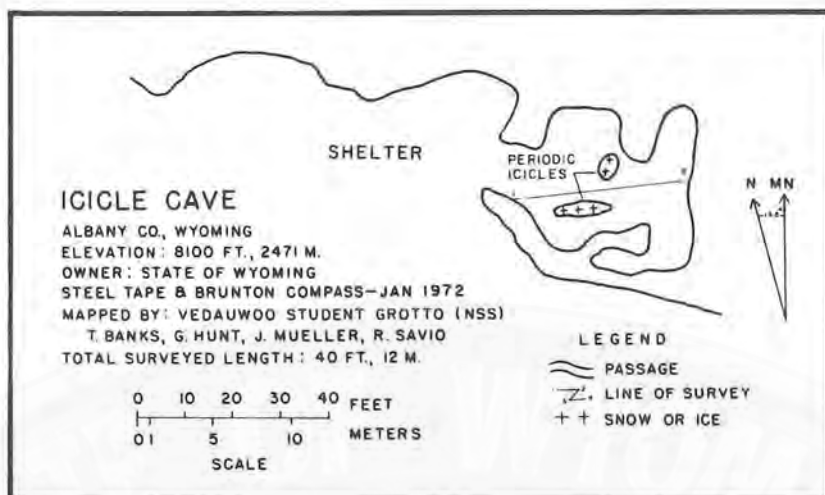 SHELTER
PERIODIC
ICICLES
N MN
ICICLE CAVE
ALBANY CO., WYOMING
ELEVATION: 8100 FT., 2471 M.
OWNER: STATE OF WYOMING
STEEL TAPE & BRUNTON COMPASS—JAN 1972
MAPPED BY: VEDAUWOO STUDENT GROTTO (NSS)
T. BANKS, G. HUNT, J. MUELLER, R. SAVIO
TOTAL SURVEYED LENGTH: 40 FT., 12 M.
0 10 20 30 40 FEET
0 1 5 10 METERS
SCALE
LEGEND
PASSAGE
LINE OF SURVEY
+ + SNOW OR ICE